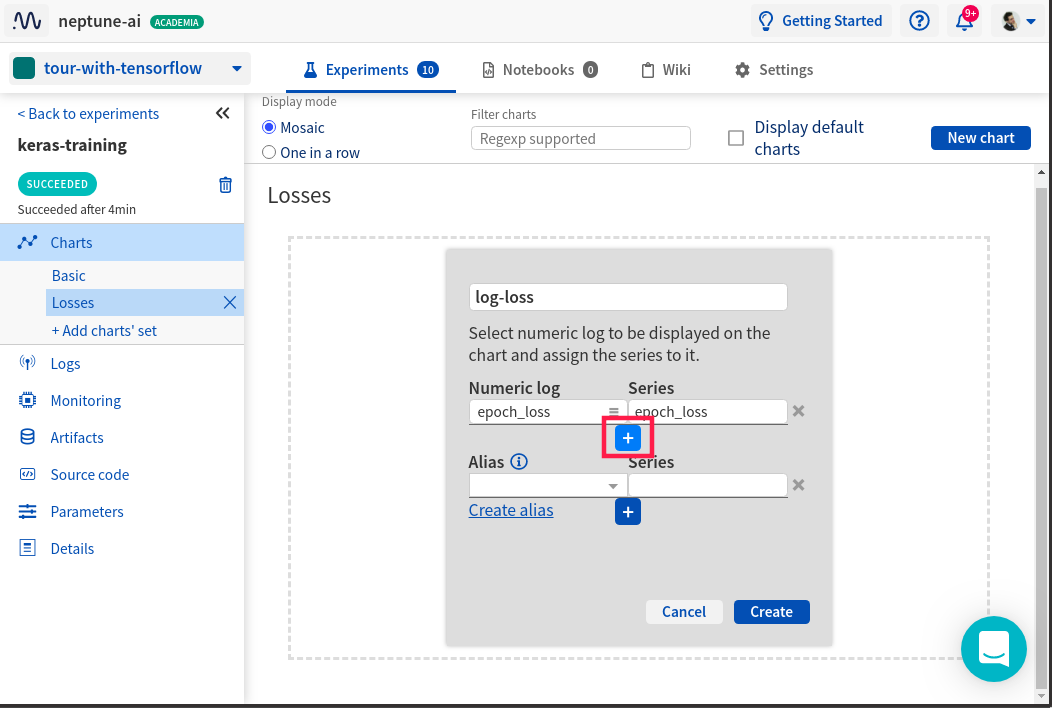 neptune-ai ACADEMIA
Getting Started
9+
tour-with-tensorflow
Experiments 10
Notebooks 0
Wiki
Settings
< Back to experiments
keras-training
SUCCEEDED
Succeeded after 4min
Charts
Basic
Losses
+ Add charts' set
Logs
Monitoring
Artifacts
Source code
Parameters
Details
Display mode
Mosaic
One in a row
Filter charts
Regexp supported
Display default
charts
New chart
Losses
log-loss
Select numeric log to be displayed on the
chart and assign the series to it.
Numeric log Series
epoch_loss epoch_loss
Alias Series
Create alias
Cancel Create